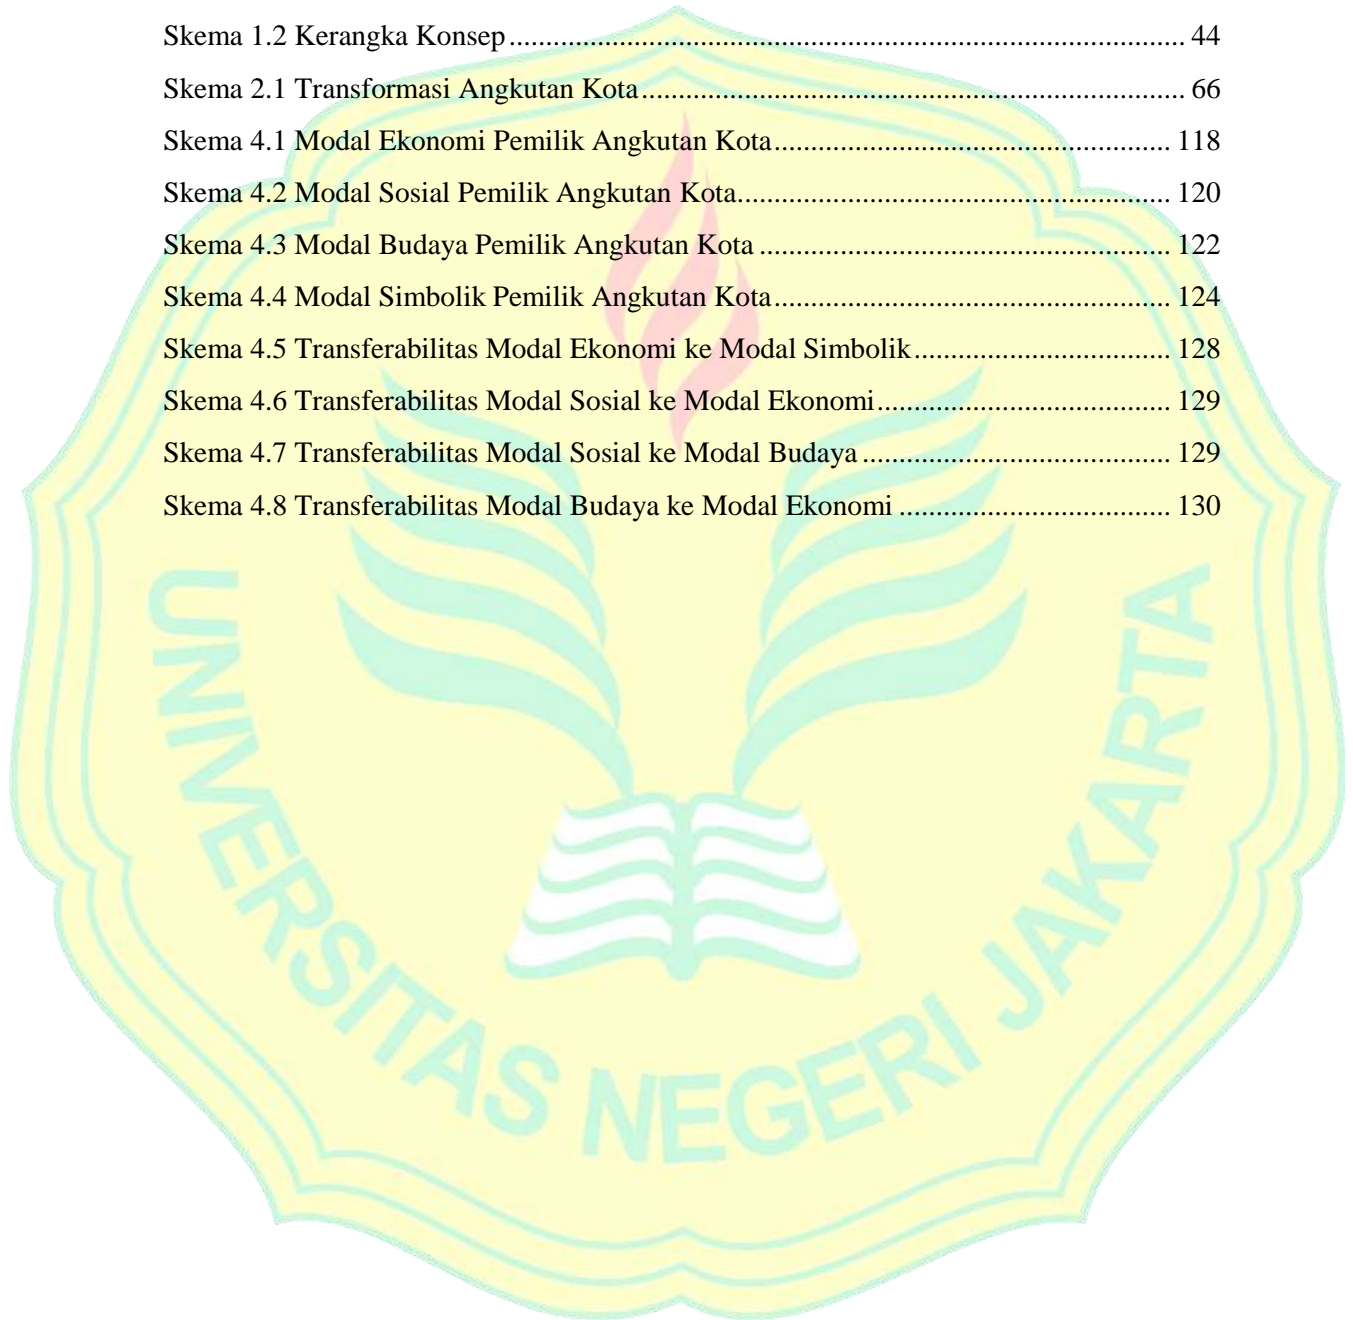 Skema 1.2 Kerangka Konsep........................................................................................... 44
Skema 2.1 Transformasi Angkutan Kota......................................................................... 66
Skema 4.1 Modal Ekonomi Pemilik Angkutan Kota..................................................... 118
Skema 4.2 Modal Sosial Pemilik Angkutan Kota.......................................................... 120
Skema 4.3 Modal Budaya Pemilik Angkutan Kota ....................................................... 122
Skema 4.4 Modal Simbolik Pemilik Angkutan Kota..................................................... 124
Skema 4.5 Transferabilitas Modal Ekonomi ke Modal Simbolik.................................. 128
Skema 4.6 Transferabilitas Modal Sosial ke Modal Ekonomi....................................... 129
Skema 4.7 Transferabilitas Modal Sosial ke Modal Budaya ......................................... 129
Skema 4.8 Transferabilitas Modal Budaya ke Modal Ekonomi .................................... 130
UNIVERSITAS NEGERI JAKARTA